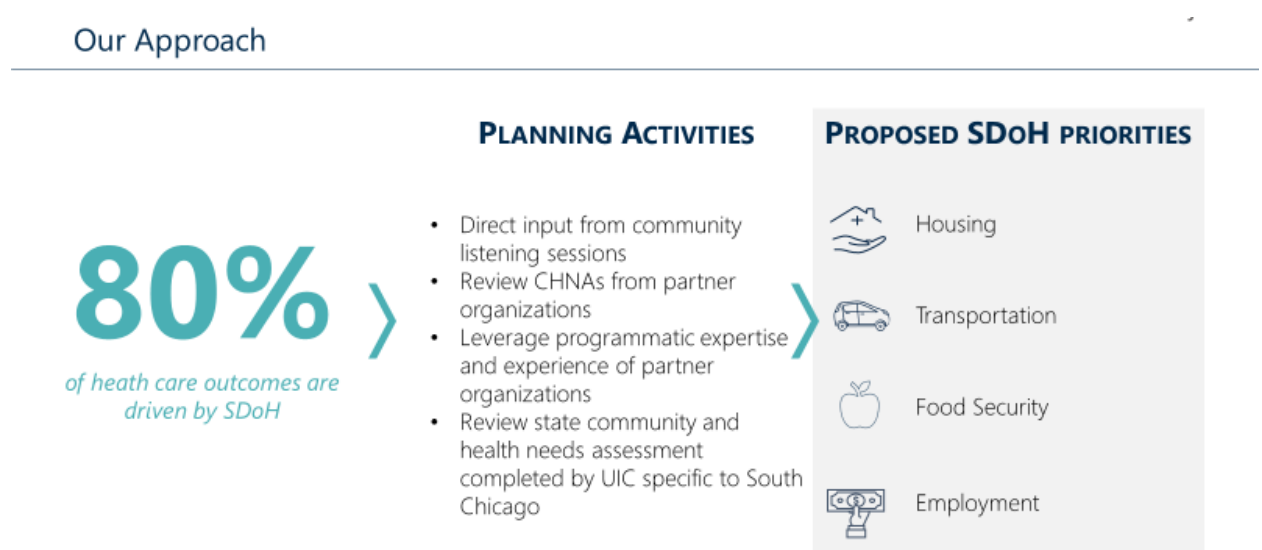 Our Approach
80%
of heath care outcomes are
driven by SDoH
PLANNING ACTIVITIES
• Direct input from community
listening sessions
• Review CHNAs from partner
organizations
• Leverage programmatic expertise
and experience of partner
organizations
• Review state community and
health needs assessment
completed by UIC specific to South
Chicago
PROPOSED SDOH PRIORITIES
Housing
Transportation
Food Security
Employment